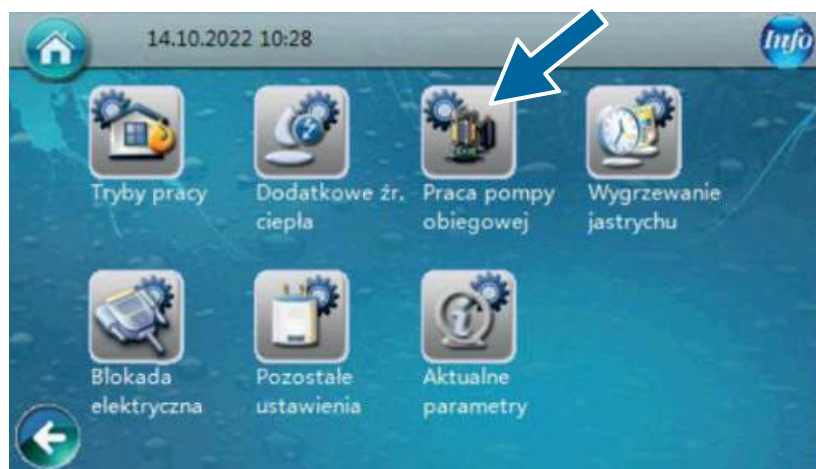 14.10.2022 10:28
Info
Tryby pracy
Dodatkowe źr.
ciepła
Praca pompy
obiegowej
Wygrzewanie
jastrychu
Blokada
elektryczna
Pozostałe
ustawienia
Aktualne
parametry